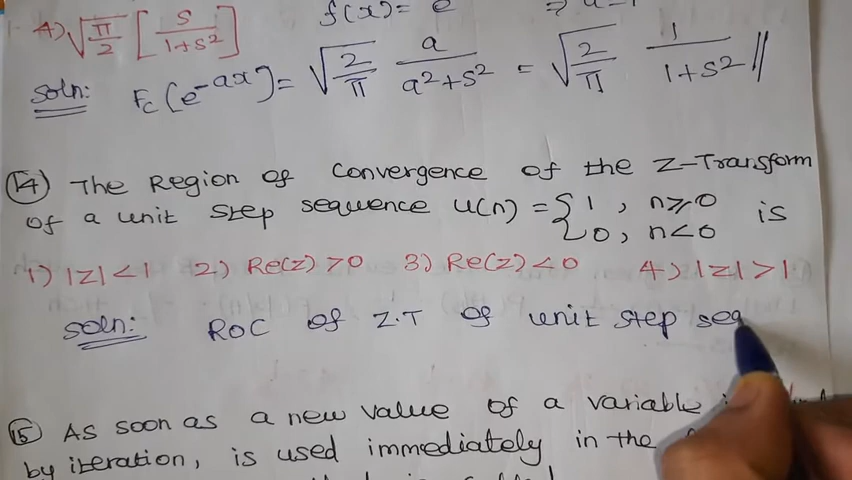 f(x) = e
4) √π/2 [s/1+s²]
Soln: Fc(e^-ax) = √2/π a/a²+s² = √2/π 1/1+s² //
(14) The Region of convergence of the Z-Transform
of a unit step sequence u(n) = { 1, n≥0
0, n<0 is
1) |z| < 1 2) Re(z) > 0 3) Re(z) < 0 4) |z| > 1
Soln: ROC of Z.T of unit step seq
(15) As soon as a new value of a variable
by iteration, is used immediately in the